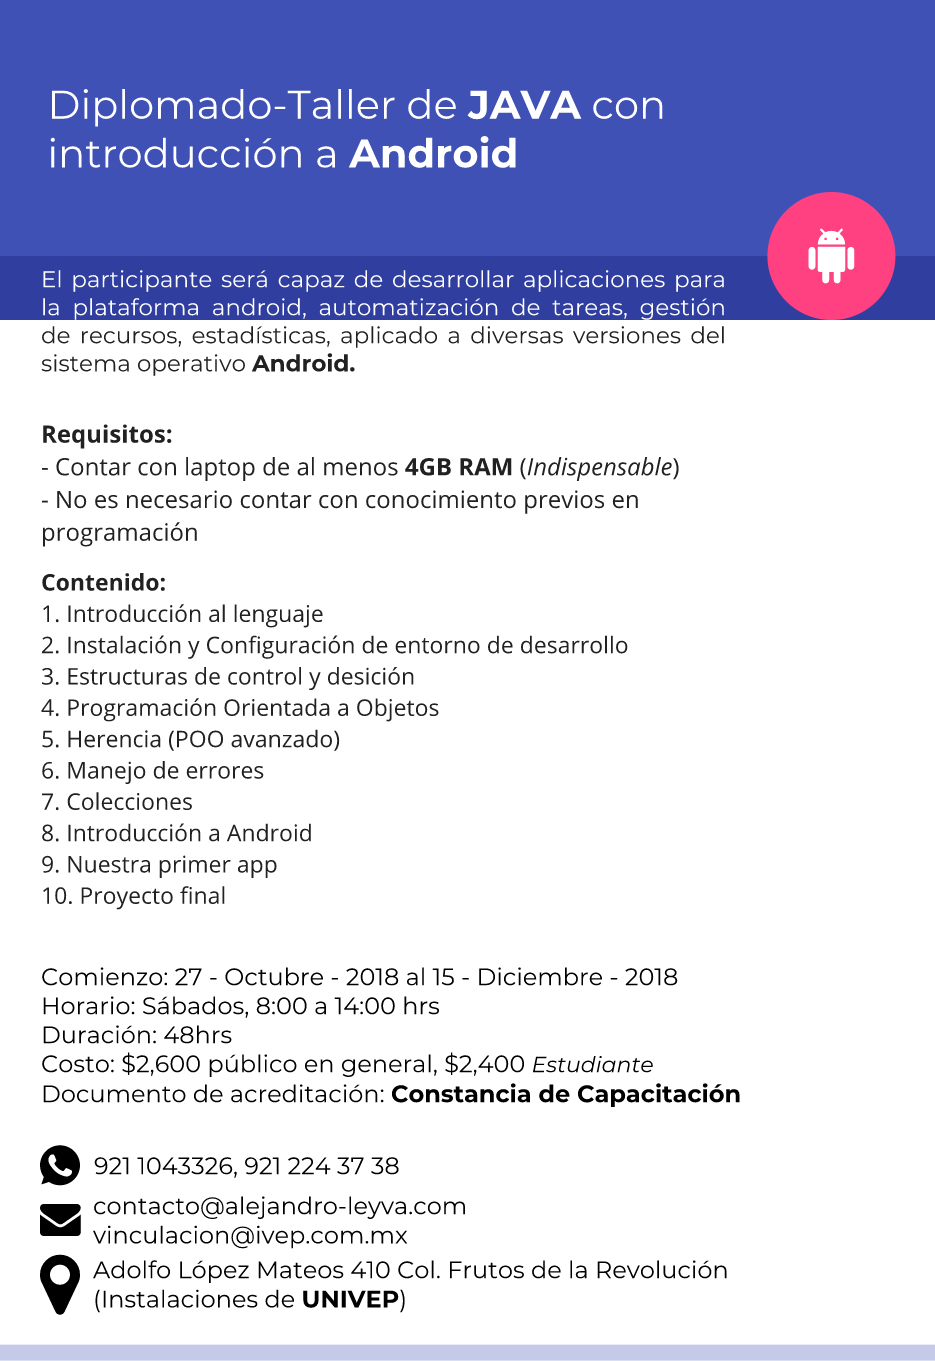 Diplomado-Taller de JAVA con
introducción a Android
El participante será capaz de desarrollar aplicaciones para
la plataforma android, automatización de tareas, gestión
de recursos, estadísticas, aplicado a diversas versiones del
sistema operativo Android.
Requisitos:
- Contar con laptop de al menos 4GB RAM (Indispensable)
- No es necesario contar con conocimiento previos en
programación
Contenido:
1. Introducción al lenguaje
2. Instalación y Configuración de entorno de desarrollo
3. Estructuras de control y desición
4. Programación Orientada a Objetos
5. Herencia (POO avanzado)
6. Manejo de errores
7. Colecciones
8. Introducción a Android
9. Nuestra primer app
10. Proyecto final
Comienzo: 27 - Octubre - 2018 al 15 - Diciembre - 2018
Horario: Sábados, 8:00 a 14:00 hrs
Duración: 48hrs
Costo: $2,600 público en general, $2,400 Estudiante
Documento de acreditación: Constancia de Capacitación
921 1043326, 921 224 37 38
contacto@alejandro-leyva.com
vinculacion@ivep.com.mx
Adolfo López Mateos 410 Col. Frutos de la Revolución
(Instalaciones de UNIVEP)